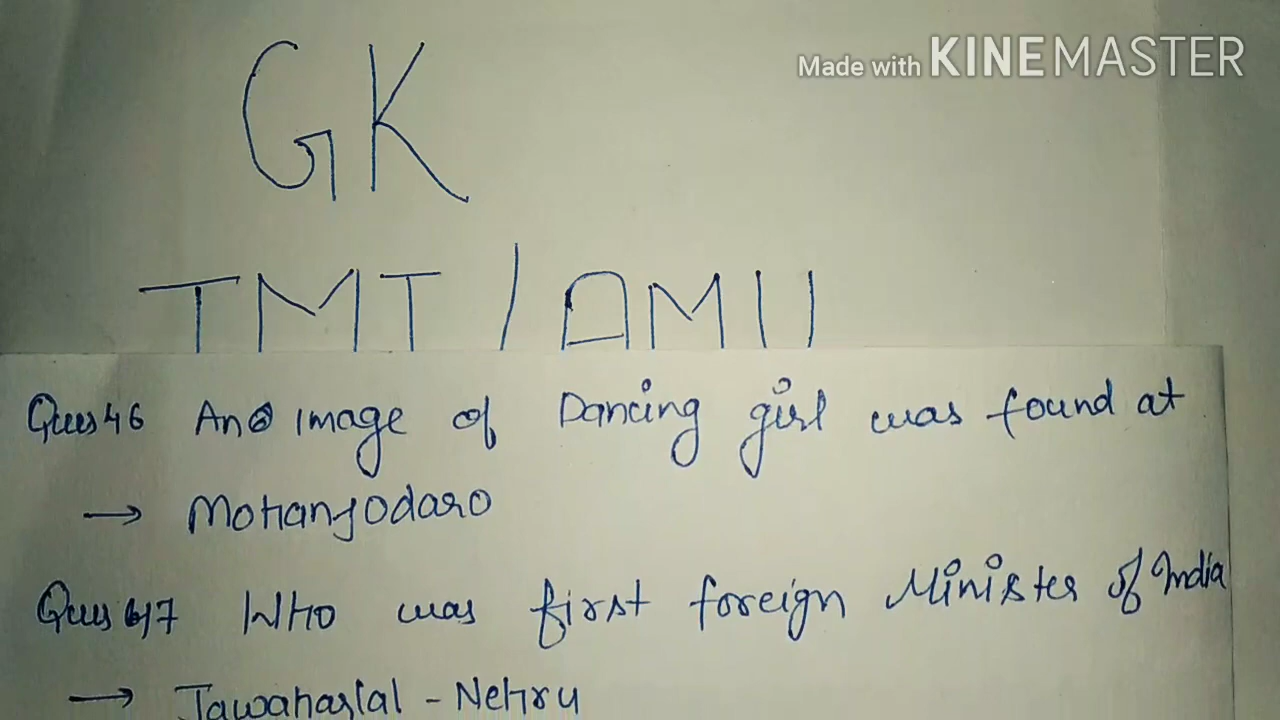 GK
Made with KINEMASTER
TMT / AMU
Ques 46 An image of Dancing girl was found at
→ Mohanjodaro
Ques 47 Who was first foreign Minister of India
→ Jawaharlal - Nehru